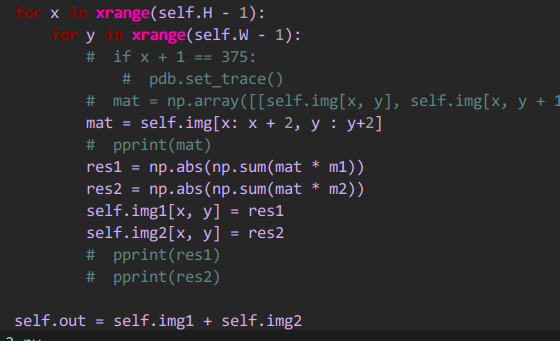 for x in xrange(self.H - 1):
for y in xrange(self.W - 1):
# if x + 1 == 375:
# pdb.set_trace()
# mat = np.array([[self.img[x, y], self.img[x, y + 1
mat = self.img[x: x + 2, y : y+2]
# pprint(mat)
res1 = np.abs(np.sum(mat * m1))
res2 = np.abs(np.sum(mat * m2))
self.img1[x, y] = res1
self.img2[x, y] = res2
# pprint(res1)
# pprint(res2)
self.out = self.img1 + self.img2